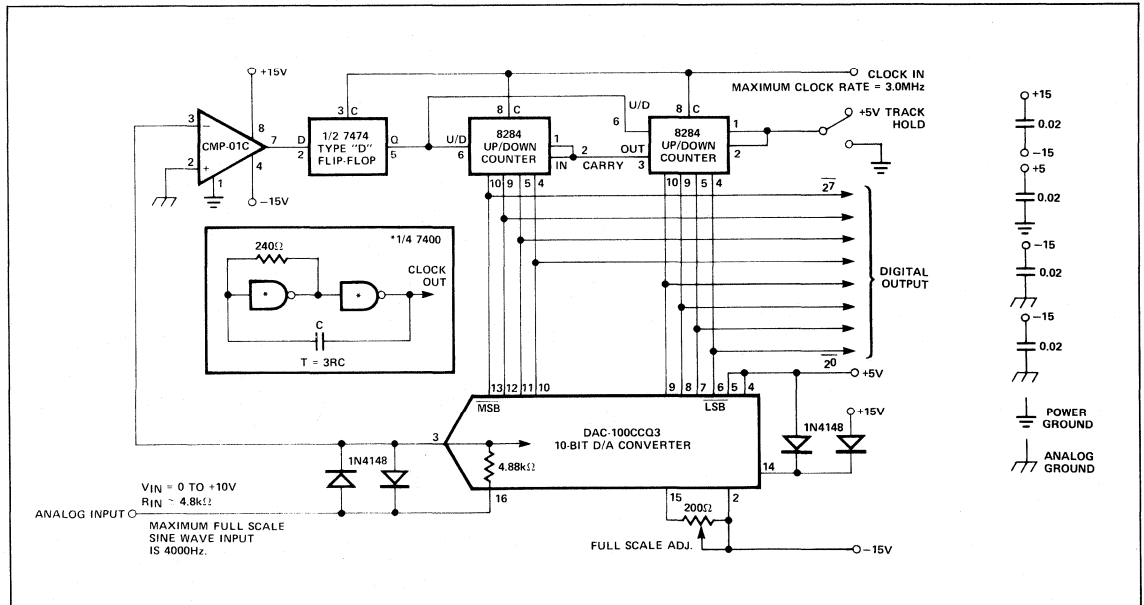 +15V
3 C
8 C
8 C
CLOCK IN
MAXIMUM CLOCK RATE = 3.0MHz
U/D
6
3 −
CMP-01C
8
7
2 +
4
1
−15V
D
2
1/2 7474
TYPE "D"
FLIP-FLOP
Q
5
U/D
6
8284
UP/DOWN
COUNTER
1
IN
2
CARRY
OUT
3
8284
UP/DOWN
COUNTER
1
2
+5V TRACK
HOLD
10 9 5 4
10 9 5 4
2⁷
*1/4 7400
240Ω
*
*
CLOCK
OUT
C
T = 3RC
DIGITAL
OUTPUT
2⁰
+5V
13 12 11 10
9 8 7 6 5 4
MSB
LSB
DAC-100CCQ3
10-BIT D/A CONVERTER
3
4.88kΩ
16
14
15
2
1N4148
1N4148
+15V
VIN = 0 TO +10V
RIN ≃ 4.8kΩ
ANALOG INPUT
MAXIMUM FULL SCALE
SINE WAVE INPUT
IS 4000Hz.
200Ω
FULL SCALE ADJ.
−15V
+15
0.02
−15
+5
0.02
−15
0.02
−15
0.02
POWER
GROUND
ANALOG
GROUND